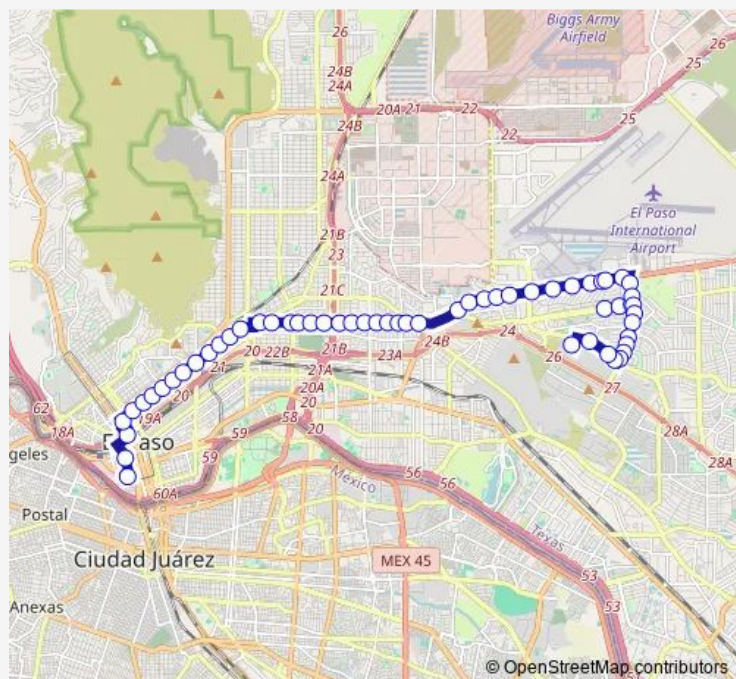 Biggs Army
Airfield
26
26
25
24B
24A
20A 21
22
25
24B
22
24A
El Paso
International
Airport
21B
23
21C
24
20 22B
21B
23A
24B
26
21
21A
27
62
20A
19A
20
20
58
18A
28A
59
20
59
28A
geles
México
56
56
60A
Postal
Texas
Ciudad Juárez
MEX 45
53
Anexas
53
© OpenStreetMap contributors